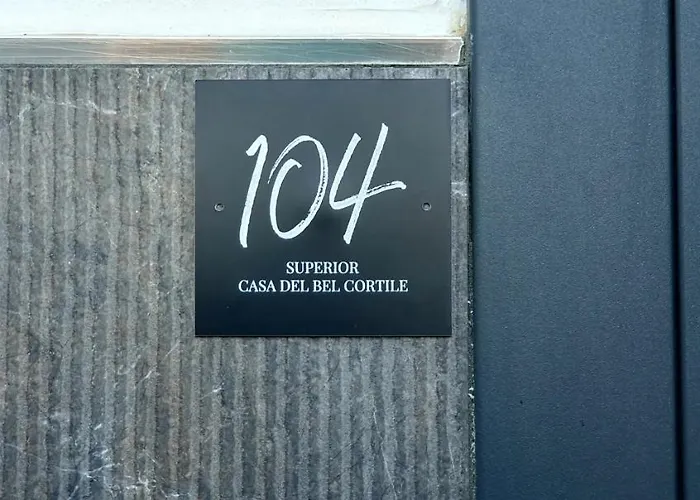 104
SUPERIOR
CASA DEL BEL CORTILE